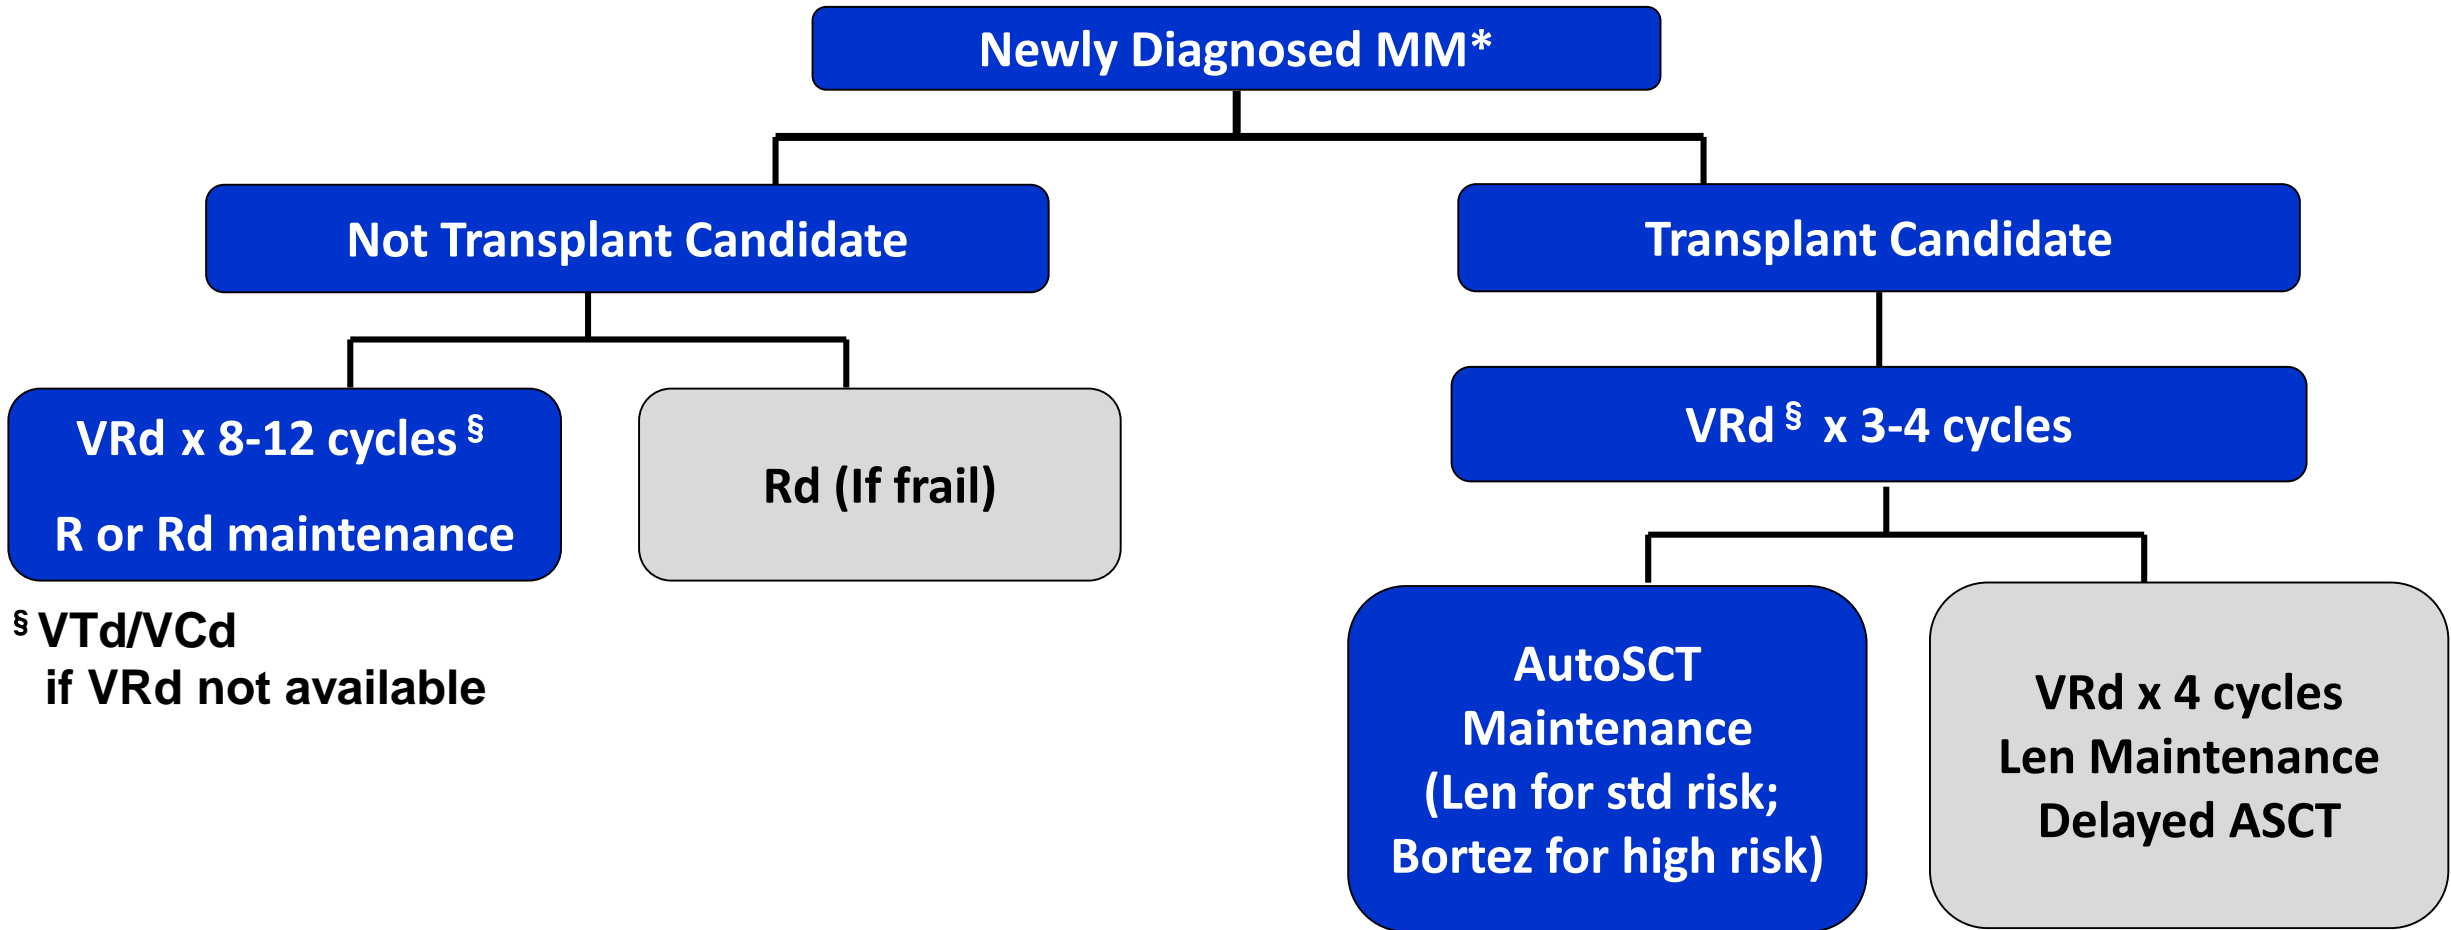 Newly Diagnosed MM*
Not Transplant Candidate
Transplant Candidate
VRd x 8-12 cycles §
R or Rd maintenance
Rd (If frail)
VRd § x 3-4 cycles
§ VTd/VCd
if VRd not available
AutoSCT
Maintenance
(Len for std risk;
Bortez for high risk)
VRd x 4 cycles
Len Maintenance
Delayed ASCT